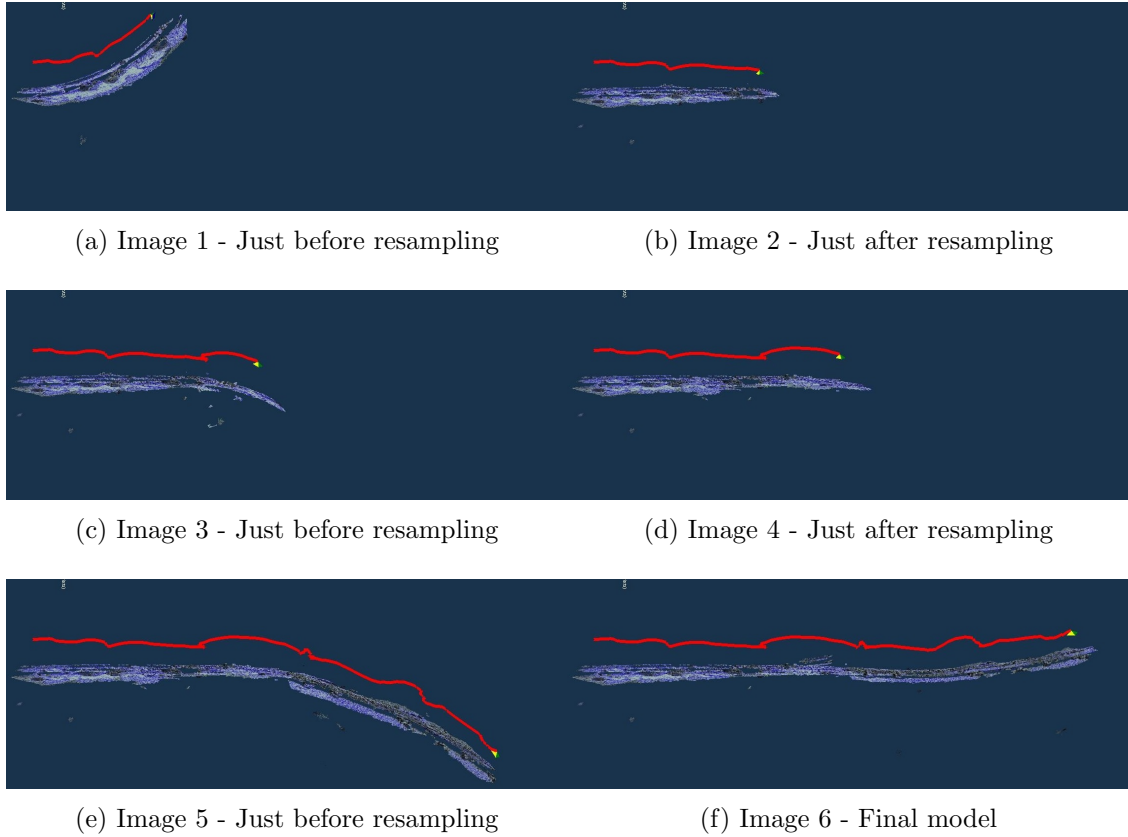 (a) Image 1 - Just before resampling
(b) Image 2 - Just after resampling
(c) Image 3 - Just before resampling
(d) Image 4 - Just after resampling
(e) Image 5 - Just before resampling
(f) Image 6 - Final model